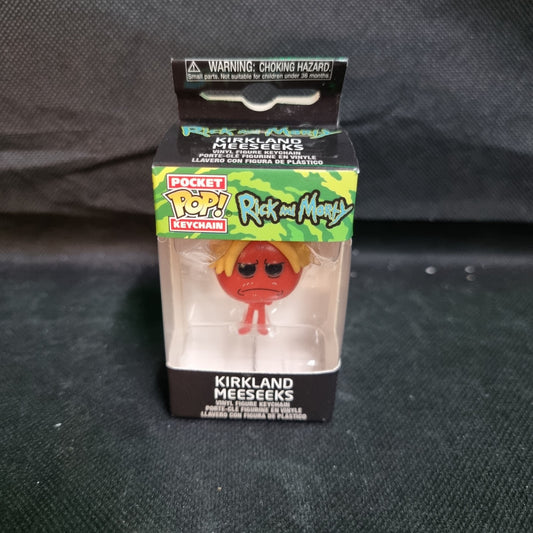 WARNING: CHOKING HAZARD.
Small parts. Not suitable for children under 36 months.
Rick and Morty
KIRKLAND
MEESEEKS
VINYL FIGURE KEYCHAIN
PORTE-CLÉ FIGURINE EN VINYLE
LLAVERO CON FIGURA DE PLÁSTICO
POCKET
POP!
KEYCHAIN
Rick and Morty
KIRKLAND
MEESEEKS
VINYL FIGURE KEYCHAIN
PORTE-CLÉ FIGURINE EN VINYLE
LLAVERO CON FIGURA DE PLÁSTICO